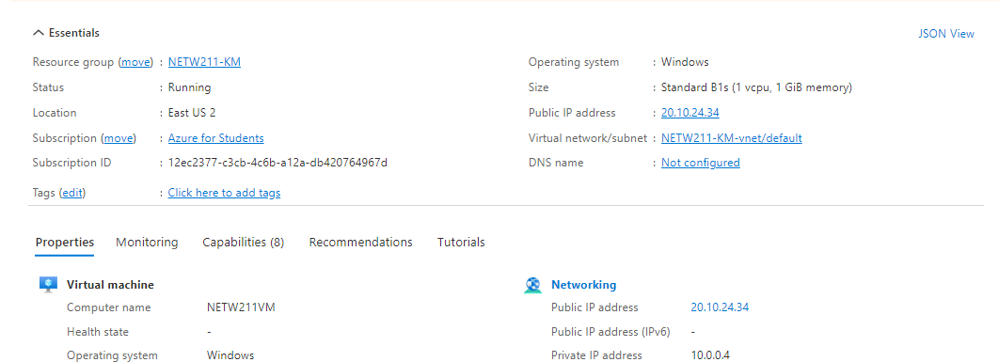 Essentials
JSON View
Resource group (move) : NETW211-KM
Status : Running
Location : East US 2
Subscription (move) : Azure for Students
Subscription ID : 12ec2377-c3cb-4c6b-a12a-db420764967d
Tags (edit) : Click here to add tags
Operating system : Windows
Size : Standard B1s (1 vcpu, 1 GiB memory)
Public IP address : 20.10.24.34
Virtual network/subnet : NETW211-KM-vnet/default
DNS name : Not configured
Properties Monitoring Capabilities (8) Recommendations Tutorials
Virtual machine
Computer name NETW211VM
Health state -
Operating system Windows
Networking
Public IP address 20.10.24.34
Public IP address (IPv6) -
Private IP address 10.0.0.4